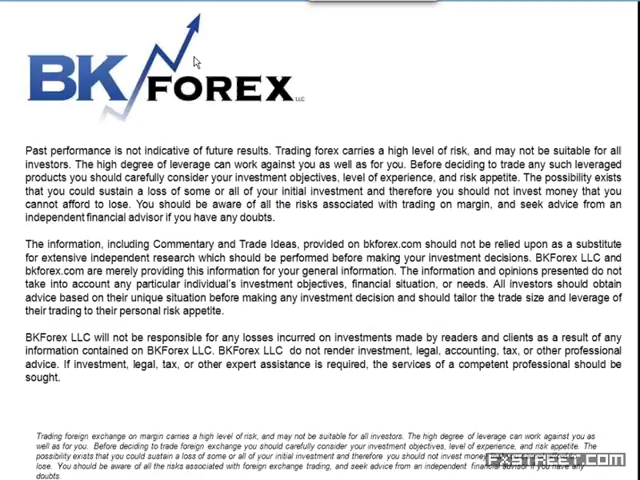 BK FOREX LLC
Past performance is not indicative of future results. Trading forex carries a high level of risk, and may not be suitable for all
investors. The high degree of leverage can work against you as well as for you. Before deciding to trade any such leveraged
products you should carefully consider your investment objectives, level of experience, and risk appetite. The possibility exists
that you could sustain a loss of some or all of your initial investment and therefore you should not invest money that you
cannot afford to lose. You should be aware of all the risks associated with trading on margin, and seek advice from an
independent financial advisor if you have any doubts.
The information, including Commentary and Trade Ideas, provided on bkforex.com should not be relied upon as a substitute
for extensive independent research which should be performed before making your investment decisions. BKForex LLC and
bkforex.com are merely providing this information for your general information. The information and opinions presented do not
take into account any particular individual's investment objectives, financial situation, or needs. All investors should obtain
advice based on their unique situation before making any investment decision and should tailor the trade size and leverage of
their trading to their personal risk appetite.
BKForex LLC will not be responsible for any losses incurred on investments made by readers and clients as a result of any
information contained on BKForex LLC. BKForex LLC do not render investment, legal, accounting, tax, or other professional
advice. If investment, legal, tax, or other expert assistance is required, the services of a competent professional should be
sought.
Trading foreign exchange on margin carries a high level of risk, and may not be suitable for all investors. The high degree of leverage can work against you as
well as for you. Before deciding to trade foreign exchange you should carefully consider your investment objectives, level of experience, and risk appetite. The
possibility exists that you could sustain a loss of some or all of your initial investment and therefore you should not invest money
lose. You should be aware of all the risks associated with foreign exchange trading, and seek advice from an independent financial advisor if you have any
doubts.
FXSTREET.COM